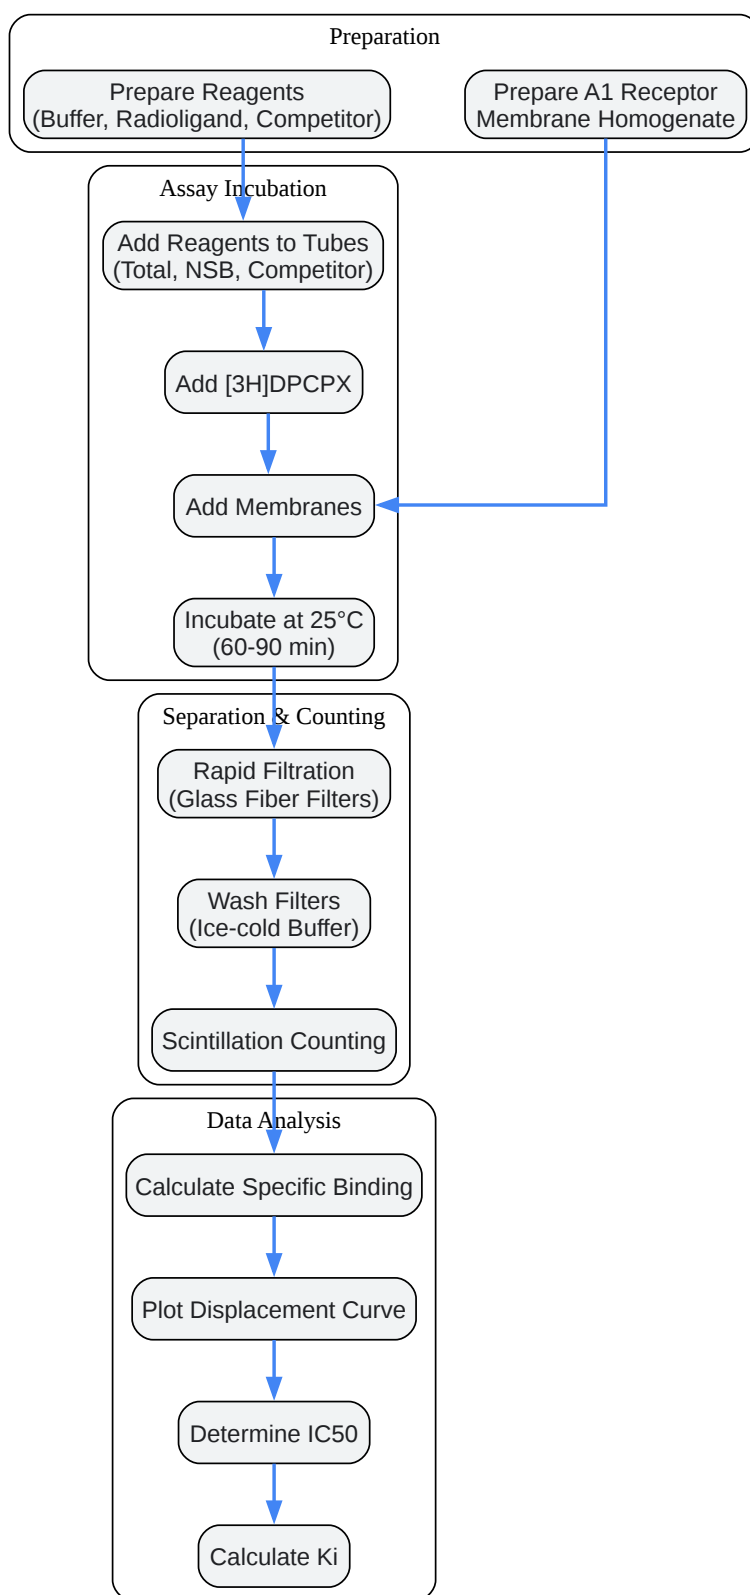 Preparation
Prepare Reagents
(Buffer, Radioligand, Competitor)
Prepare A1 Receptor
Membrane Homogenate
Assay Incubation
Add Reagents to Tubes
(Total, NSB, Competitor)
Add [3H]DPCPX
Add Membranes
Incubate at 25°C
(60-90 min)
Separation & Counting
Rapid Filtration
(Glass Fiber Filters)
Wash Filters
(Ice-cold Buffer)
Scintillation Counting
Data Analysis
Calculate Specific Binding
Plot Displacement Curve
Determine IC50
Calculate Ki